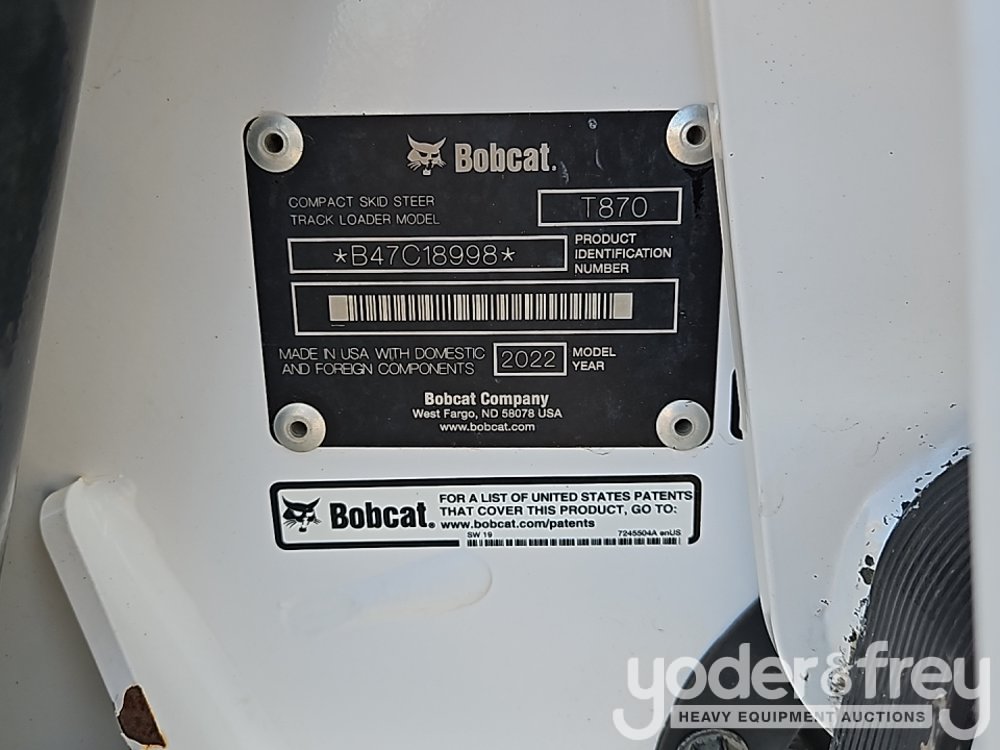 Bobcat.
COMPACT SKID STEER
TRACK LOADER MODEL
T870
*B47C18998*
PRODUCT
IDENTIFICATION
NUMBER
MADE IN USA WITH DOMESTIC
AND FOREIGN COMPONENTS
2022
MODEL
YEAR
Bobcat Company
West Fargo, ND 58078 USA
www.bobcat.com
Bobcat.
FOR A LIST OF UNITED STATES PATENTS
THAT COVER THIS PRODUCT, GO TO:
www.bobcat.com/patents
SW 19
7245504A enUS
yoder&frey
HEAVY EQUIPMENT AUCTIONS